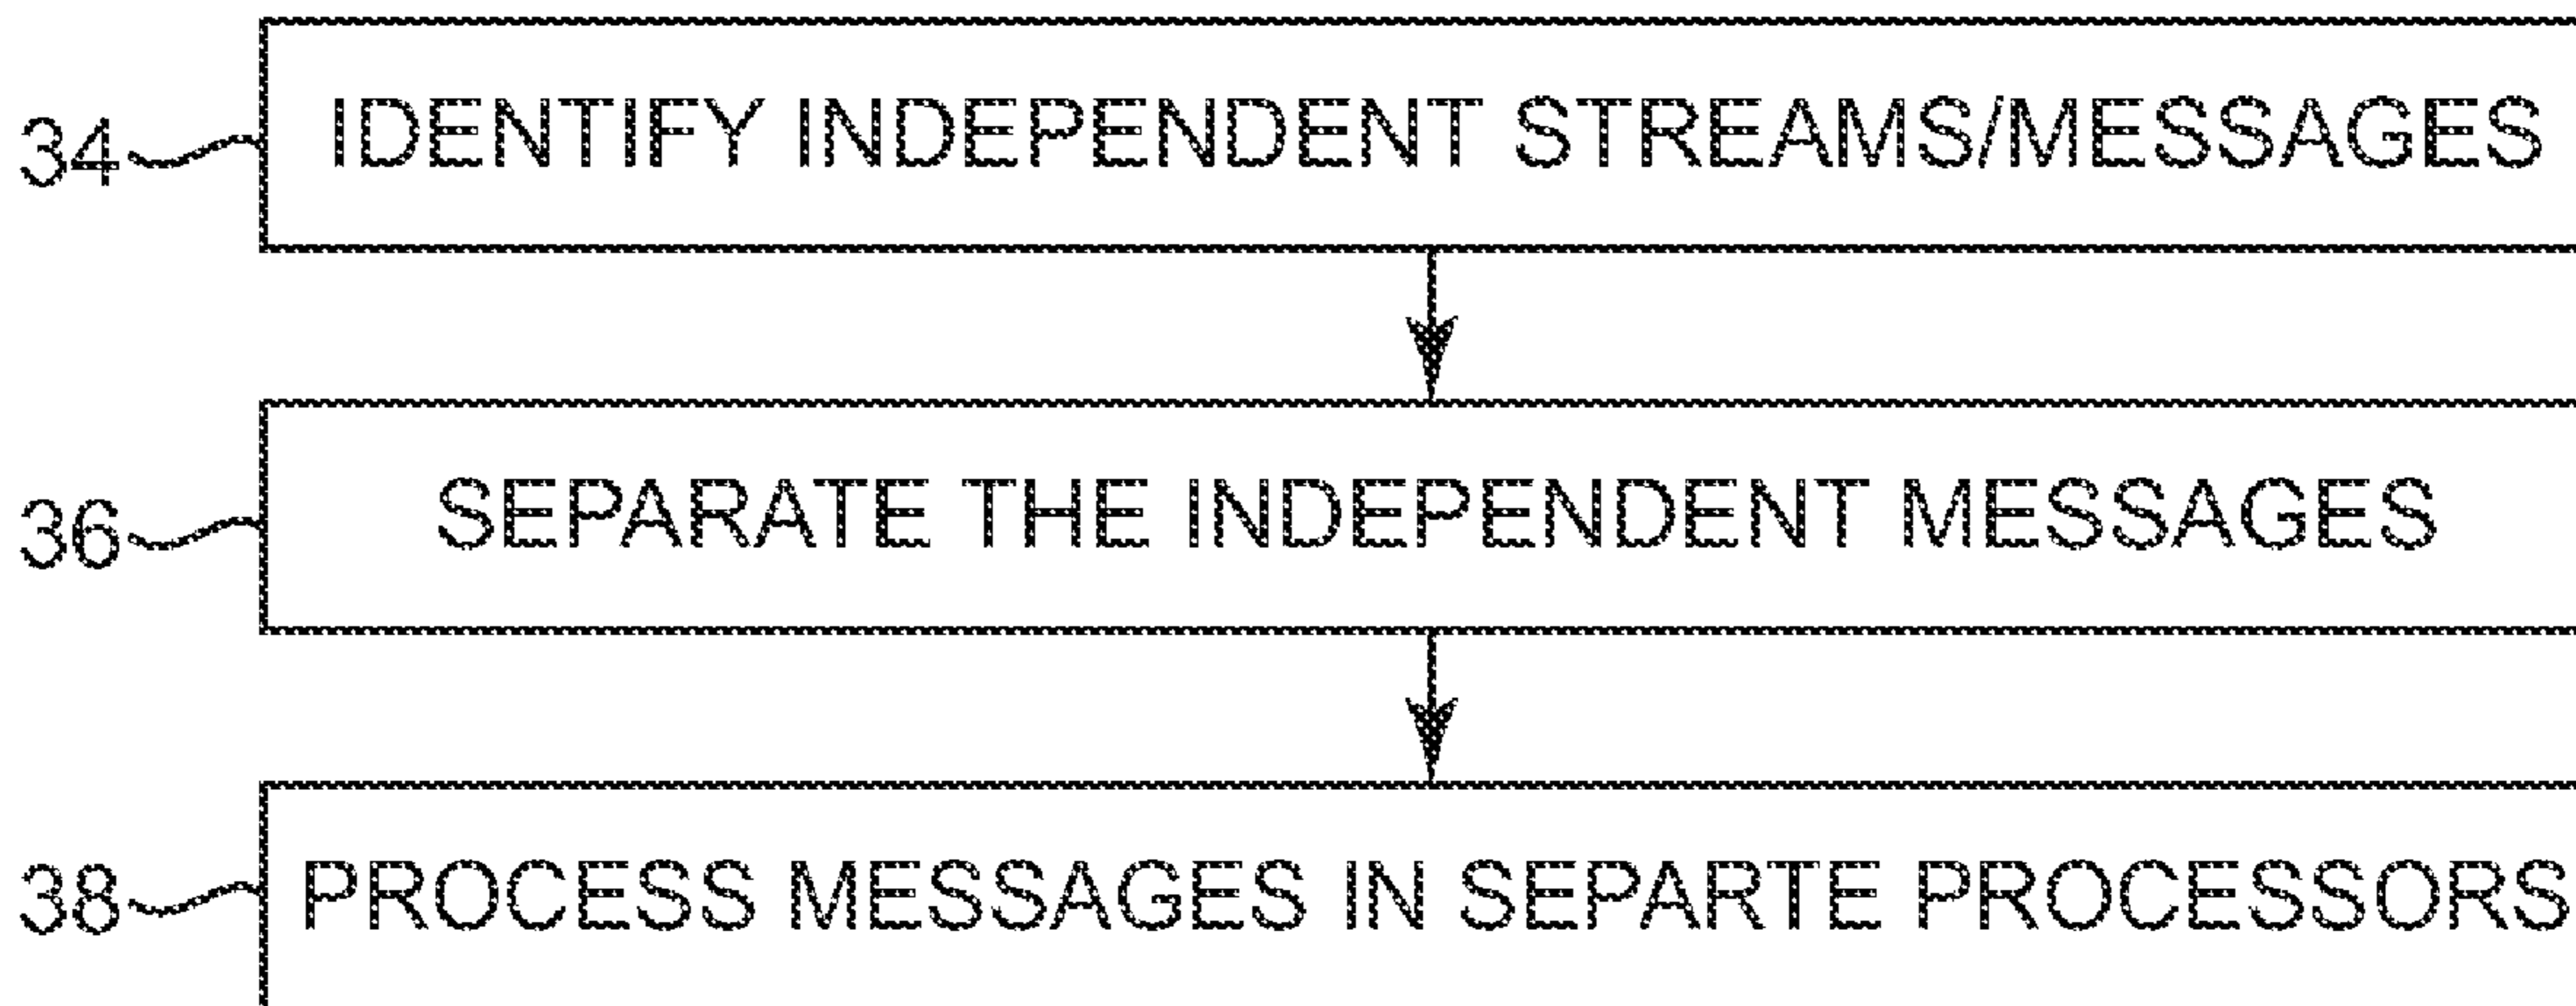 34 IDENTIFY INDEPENDENT STREAMS/MESSAGES
36 SEPARATE THE INDEPENDENT MESSAGES
38 PROCESS MESSAGES IN SEPARTE PROCESSORS